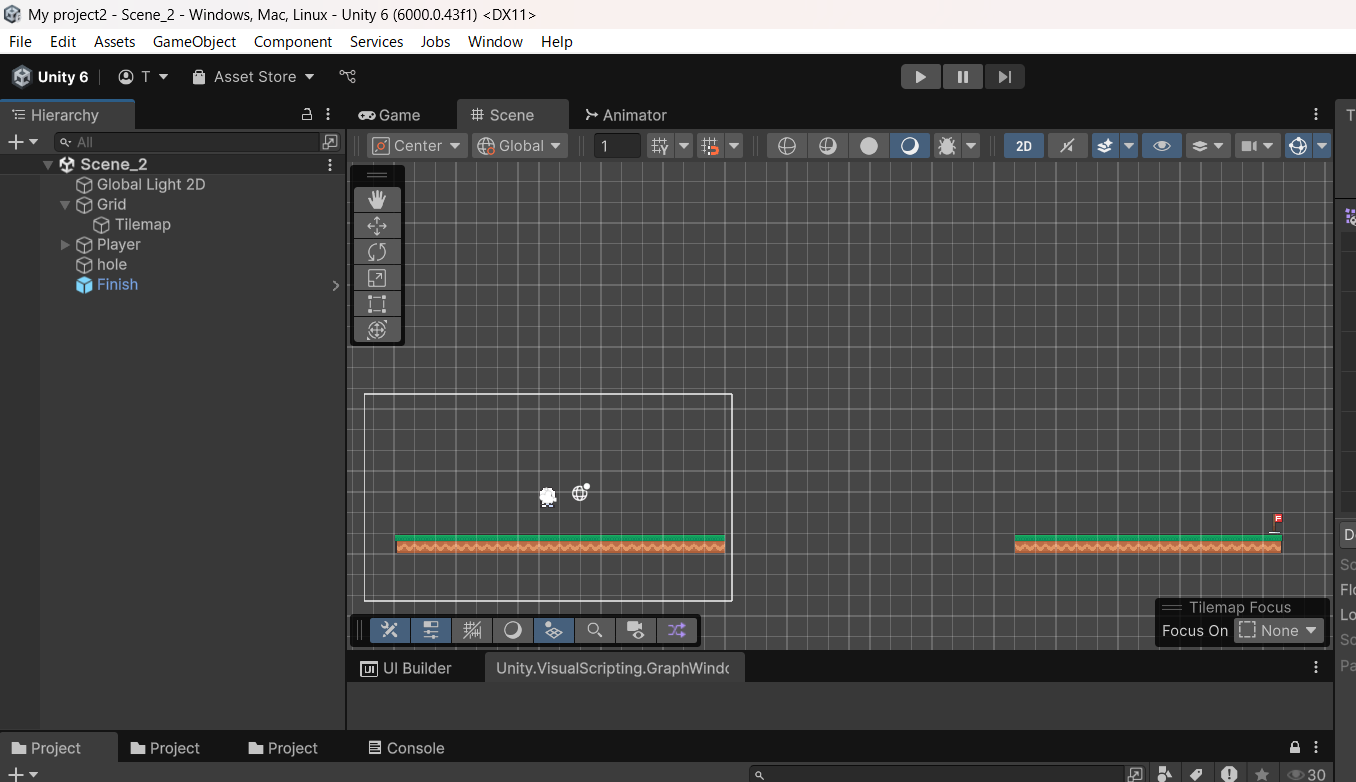 My project2 - Scene_2 - Windows, Mac, Linux - Unity 6 (6000.0.43f1) <DX11>
File Edit Assets GameObject Component Services Jobs Window Help
Unity 6 T Asset Store
Hierarchy
All
Scene_2
Global Light 2D
Grid
Tilemap
Player
hole
Finish
Game Scene Animator
Center Global 1 2D
Tilemap Focus
Focus On None
UI Builder Unity.VisualScripting.GraphWind
Project Project Project Console
30